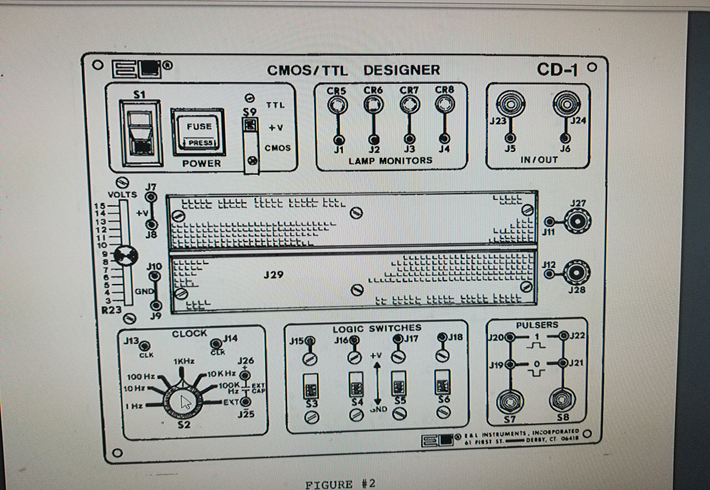 E&L® CMOS/TTL DESIGNER CD-1
S1 S9 TTL +V CMOS
FUSE
PRESS
POWER
CR5 CR6 CR7 CR8
J1 J2 J3 J4
LAMP MONITORS
J23 J24
J5 J6
IN/OUT
VOLTS
15
14
13
12
11
10
9
8
7
6
5
4
3
R23
J7
+V
J8
J10
GND
J9
J29
J11 J27
J12 J28
CLOCK
J13 J14
CLK CLK
1KHz
100 Hz 10KHz
10 Hz 100K Hz
1 Hz EXT
J26
+
EXT CAP
J25
S2
LOGIC SWITCHES
J15 J16 J17 J18
+V
S3 S4 S5 S6
GND
PULSERS
J20 1 J22
J19 0 J21
S7 S8
® E&L INSTRUMENTS, INCORPORATED
61 FIRST ST. DERBY, CT. 06418
FIGURE #2